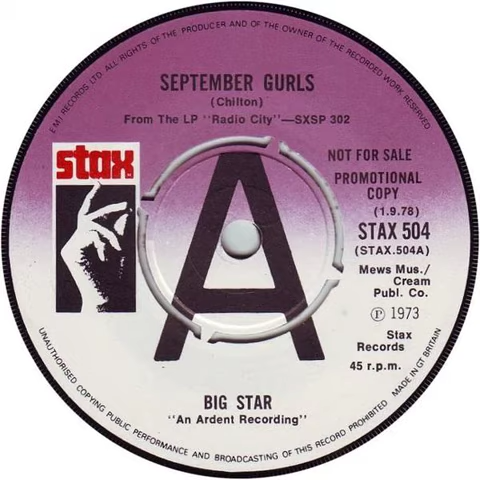 EMI RECORDS LTD. ALL RIGHTS OF THE PRODUCER AND OF THE OWNER OF THE RECORDED WORK RESERVED
SEPTEMBER GURLS
(Chilton)
From The LP "Radio City"—SXSP 302
stax
A
NOT FOR SALE
PROMOTIONAL
COPY
(1.9.78)
STAX 504
(STAX.504A)
Mews Mus./
Cream
Publ. Co.
℗ 1973
Stax
Records
45 r.p.m.
BIG STAR
"An Ardent Recording"
UNAUTHORISED COPYING PUBLIC PERFORMANCE AND BROADCASTING OF THIS RECORD PROHIBITED MADE IN GT BRITAIN